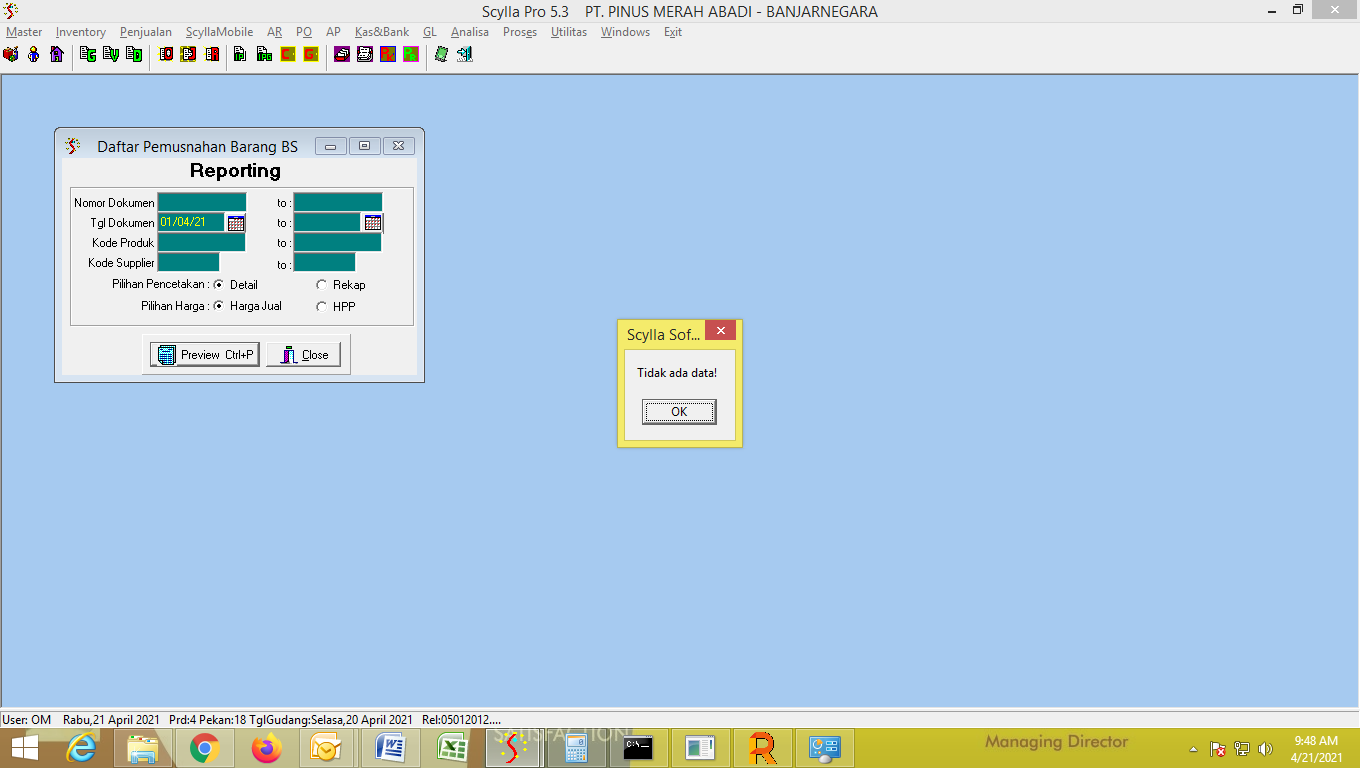 Scylla Pro 5.3 PT. PINUS MERAH ABADI - BANJARNEGARA
Master Inventory Penjualan ScyllaMobile AR PO AP Kas&Bank GL Analisa Proses Utilitas Windows Exit
Daftar Pemusnahan Barang BS
Reporting
Nomor Dokumen to :
Tgl Dokumen 01/04/21 to :
Kode Produk to :
Kode Supplier to :
Pilihan Pencetakan : Detail Rekap
Pilihan Harga : Harga Jual HPP
Preview Ctrl+P Close
Scylla Sof...
Tidak ada data!
OK
User: OM Rabu,21 April 2021 Prd:4 Pekan:18 TglGudang:Selasa,20 April 2021 Rel:05012012....
SATISFACTION
Managing Director
9:48 AM
4/21/2021